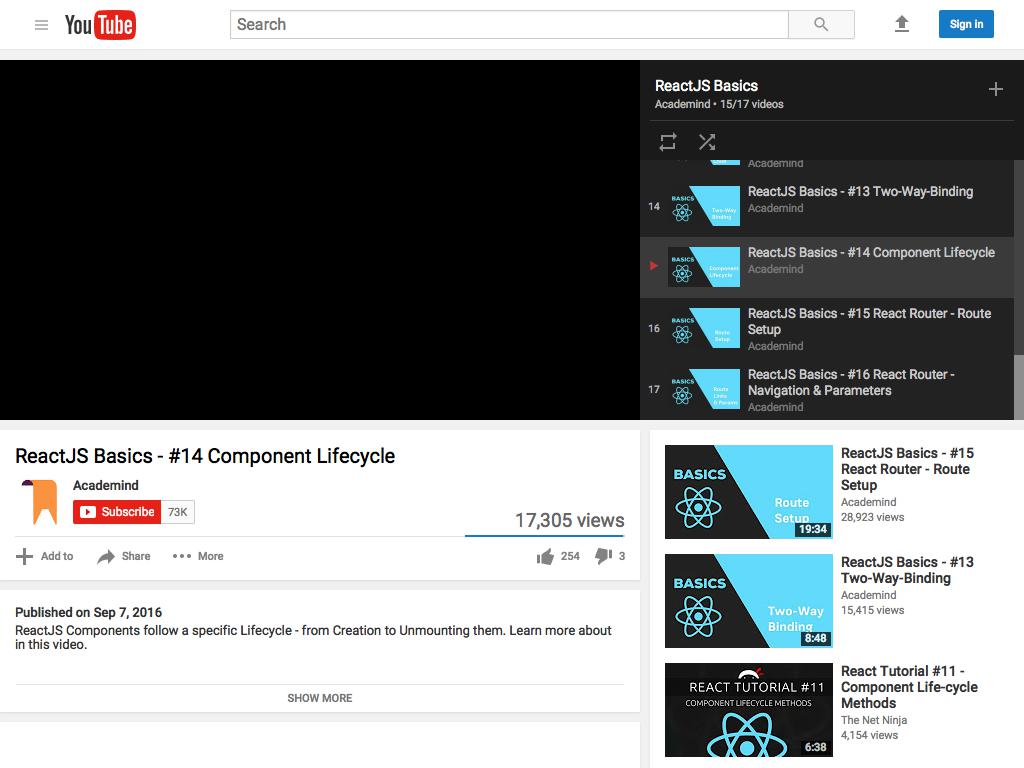 YouTube
Search
Sign in
ReactJS Basics
Academind • 15/17 videos
Academind
14
BASICS
Two-Way
Binding
ReactJS Basics - #13 Two-Way-Binding
Academind
BASICS
Component
Lifecycle
ReactJS Basics - #14 Component Lifecycle
Academind
16
BASICS
Route
Setup
ReactJS Basics - #15 React Router - Route
Setup
Academind
17
BASICS
Route
Links
& Params
ReactJS Basics - #16 React Router -
Navigation & Parameters
Academind
ReactJS Basics - #14 Component Lifecycle
Academind
Subscribe 73K
17,305 views
Add to Share More 254 3
Published on Sep 7, 2016
ReactJS Components follow a specific Lifecycle - from Creation to Unmounting them. Learn more about
in this video.
SHOW MORE
BASICS
Route
Setup
19:34
ReactJS Basics - #15
React Router - Route
Setup
Academind
28,923 views
BASICS
Two-Way
Binding
8:48
ReactJS Basics - #13
Two-Way-Binding
Academind
15,415 views
REACT TUTORIAL #11
COMPONENT LIFECYCLE METHODS
6:38
React Tutorial #11 -
Component Life-cycle
Methods
The Net Ninja
4,154 views